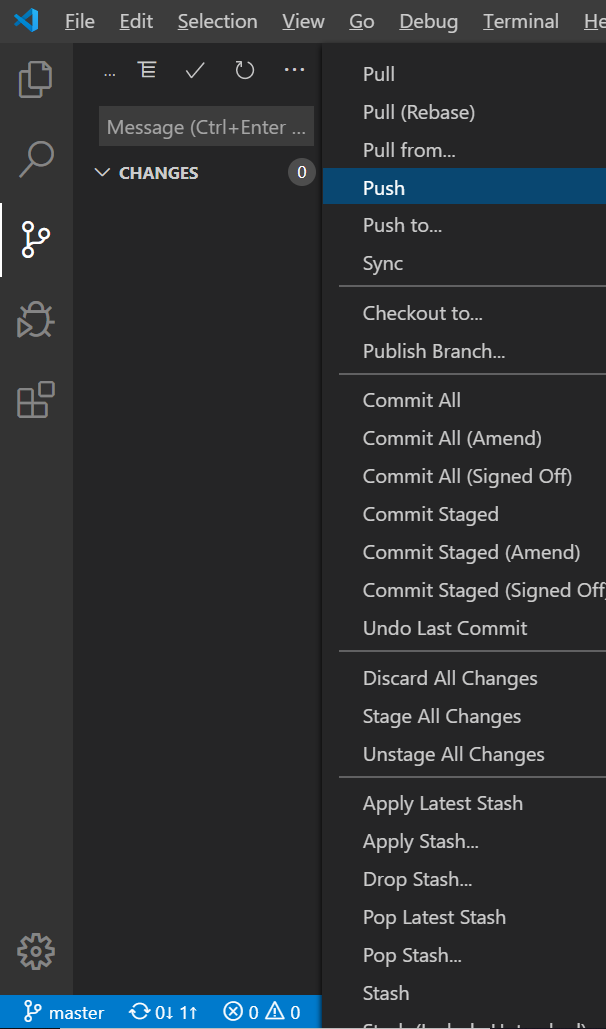 File Edit Selection View Go Debug Terminal He
...
Message (Ctrl+Enter ...
CHANGES 0
Pull
Pull (Rebase)
Pull from...
Push
Push to...
Sync
Checkout to...
Publish Branch...
Commit All
Commit All (Amend)
Commit All (Signed Off)
Commit Staged
Commit Staged (Amend)
Commit Staged (Signed Off
Undo Last Commit
Discard All Changes
Stage All Changes
Unstage All Changes
Apply Latest Stash
Apply Stash...
Drop Stash...
Pop Latest Stash
Pop Stash...
Stash
master 0↓ 1↑ 0 0